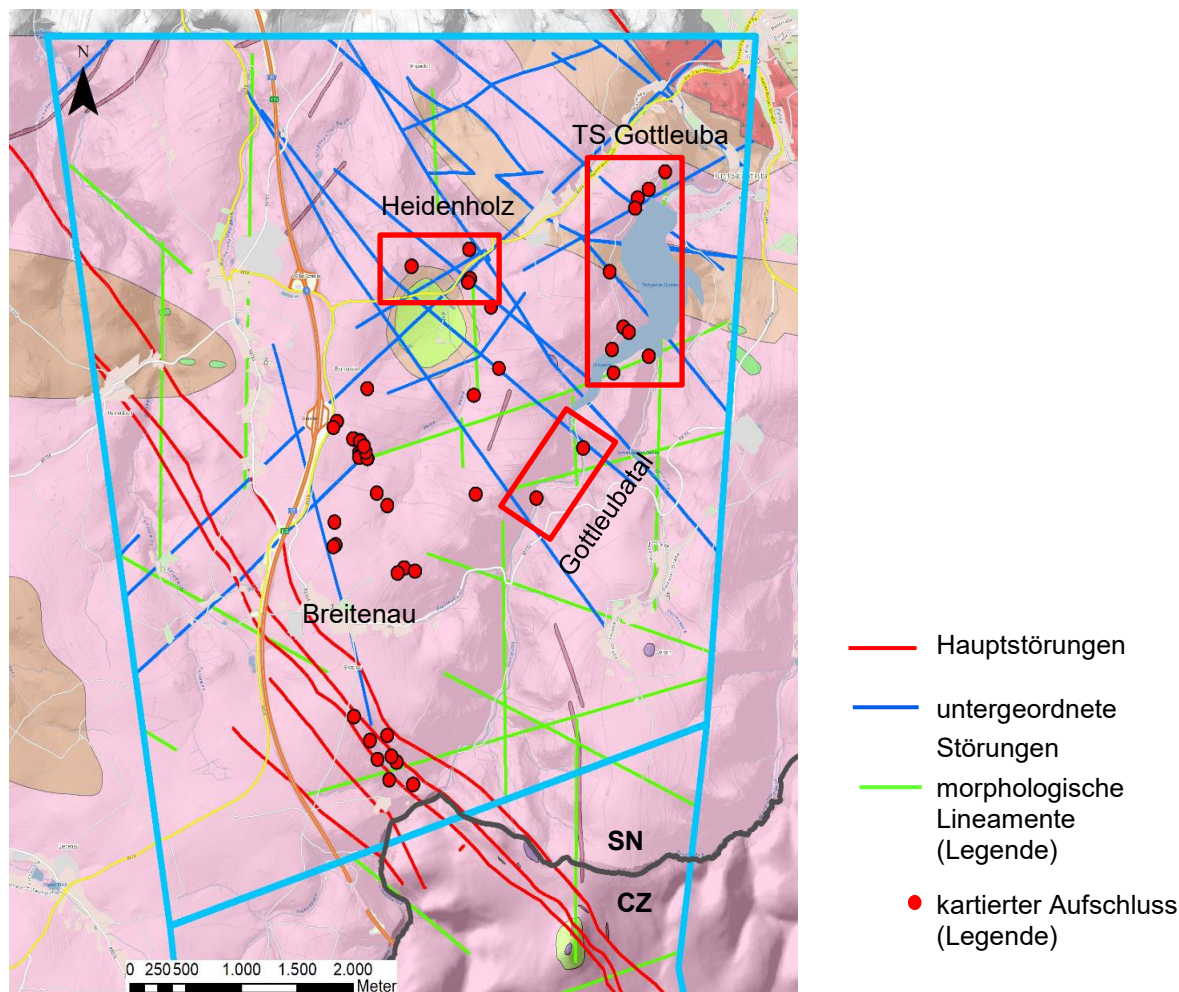 N
TS Gottleuba
Heidenholz
Gottleubatal
Breitenau
Hauptstörungen
untergeordnete
Störungen
morphologische
Lineamente
(Legende)
SN
CZ
kartierter Aufschluss
(Legende)
0 250 500 1.000 1.500 2.000
Meter